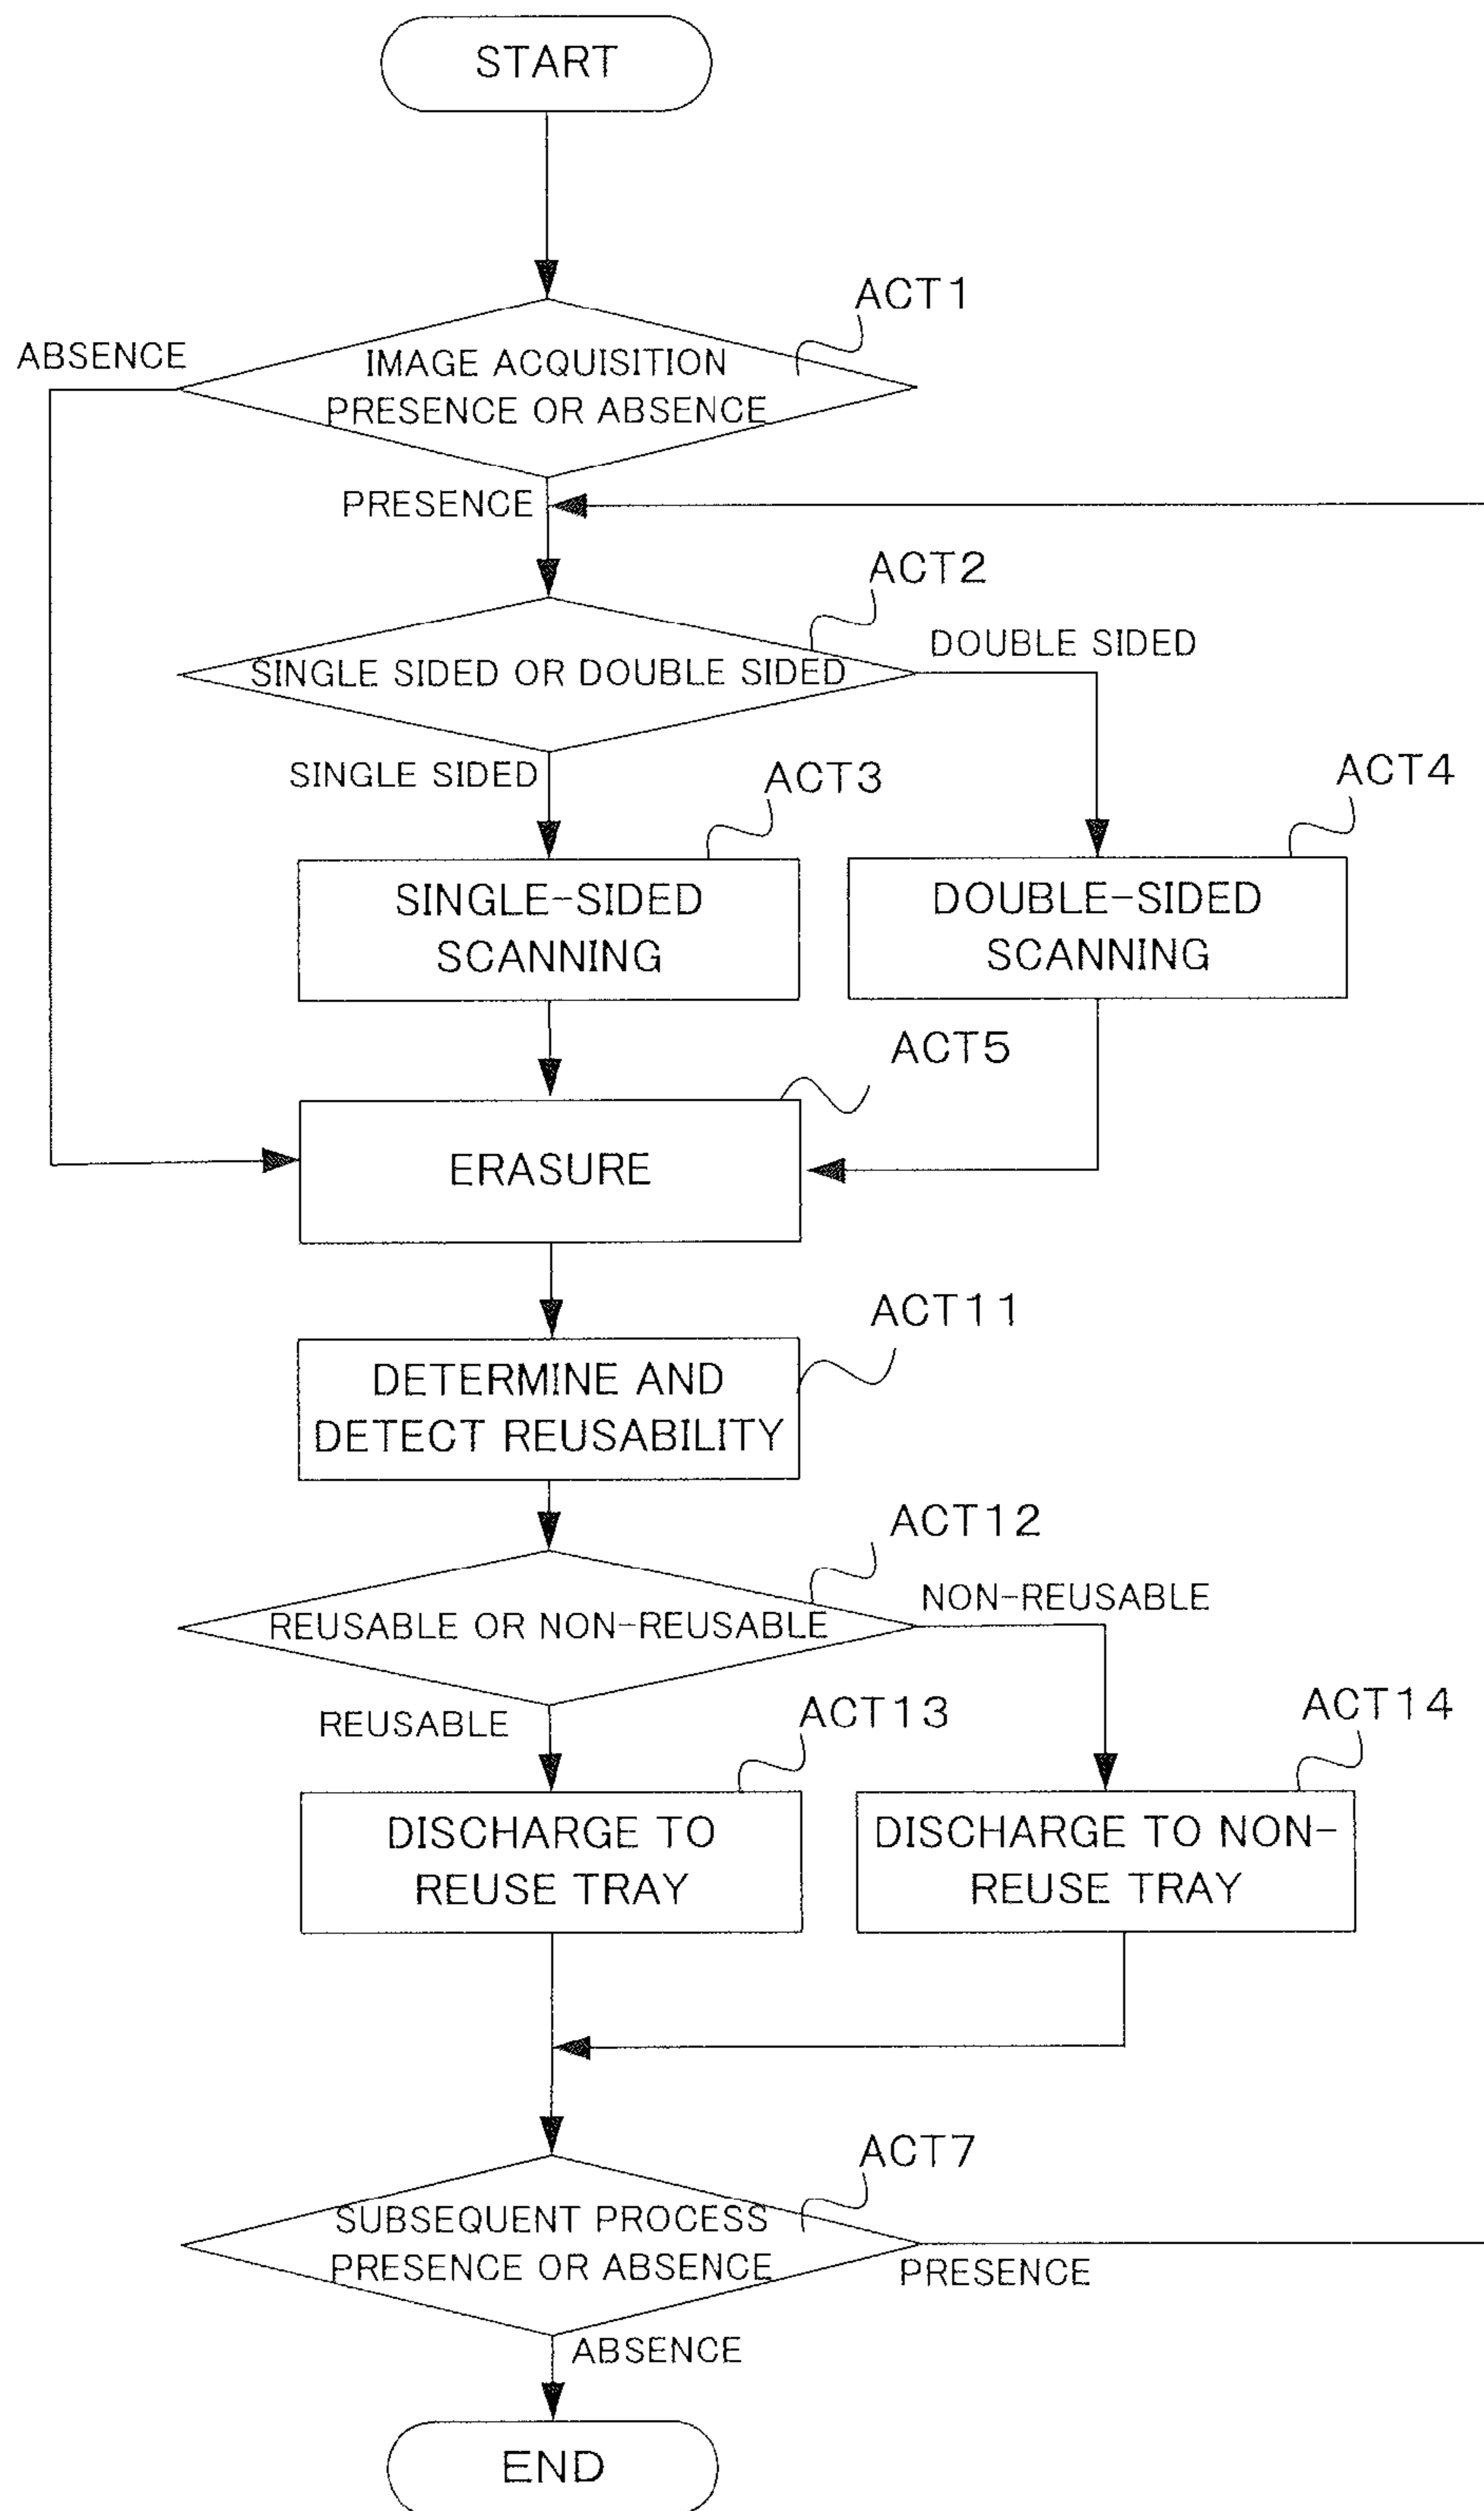 START
ACT1
ABSENCE
IMAGE ACQUISITION
PRESENCE OR ABSENCE
PRESENCE
ACT2
DOUBLE SIDED
SINGLE SIDED OR DOUBLE SIDED
SINGLE SIDED
ACT3
ACT4
SINGLE-SIDED
SCANNING
DOUBLE-SIDED
SCANNING
ACT5
ERASURE
ACT11
DETERMINE AND
DETECT REUSABILITY
ACT12
NON-REUSABLE
REUSABLE OR NON-REUSABLE
REUSABLE
ACT13
ACT14
DISCHARGE TO
REUSE TRAY
DISCHARGE TO NON-
REUSE TRAY
ACT7
SUBSEQUENT PROCESS
PRESENCE OR ABSENCE
PRESENCE
ABSENCE
END